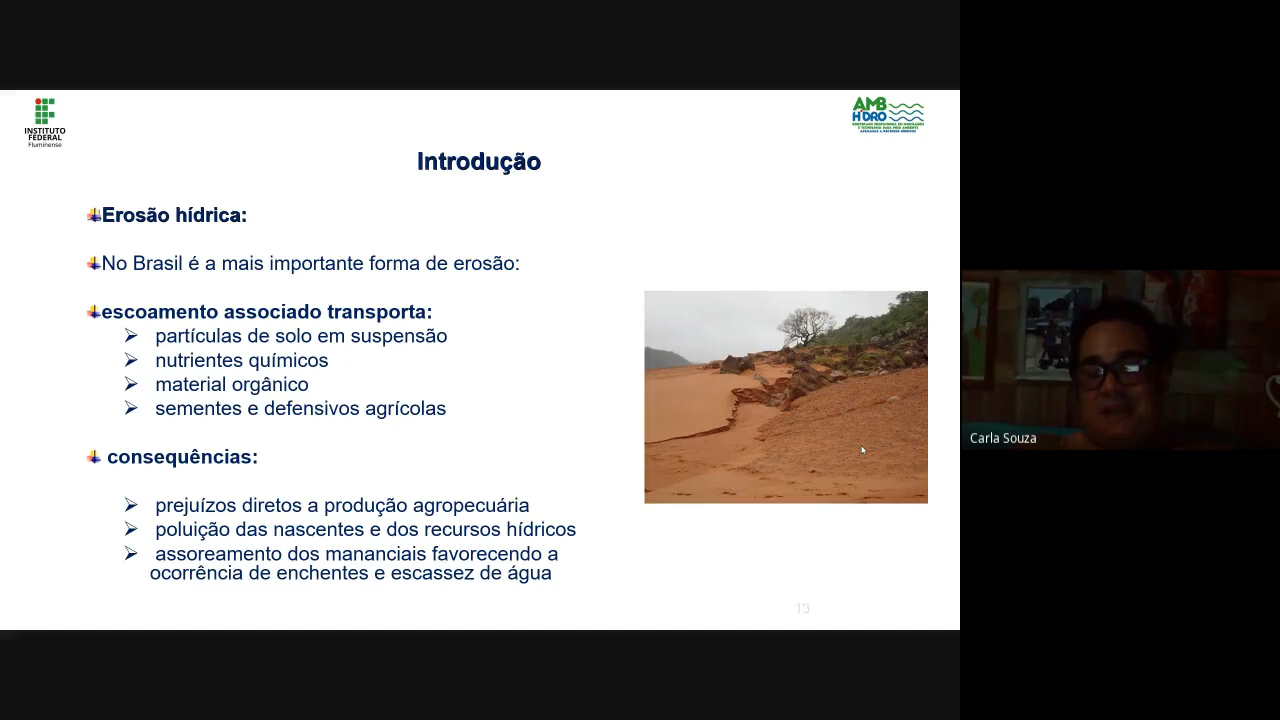 INSTITUTO
FEDERAL
Fluminense
AMB
HIDRO
Introdução
Erosão hídrica:
No Brasil é a mais importante forma de erosão:
escoamento associado transporta:
partículas de solo em suspensão
nutrientes químicos
material orgânico
sementes e defensivos agrícolas
consequências:
prejuízos diretos a produção agropecuária
poluição das nascentes e dos recursos hídricos
assoreamento dos mananciais favorecendo a
ocorrência de enchentes e escassez de água
13
Carla Souza